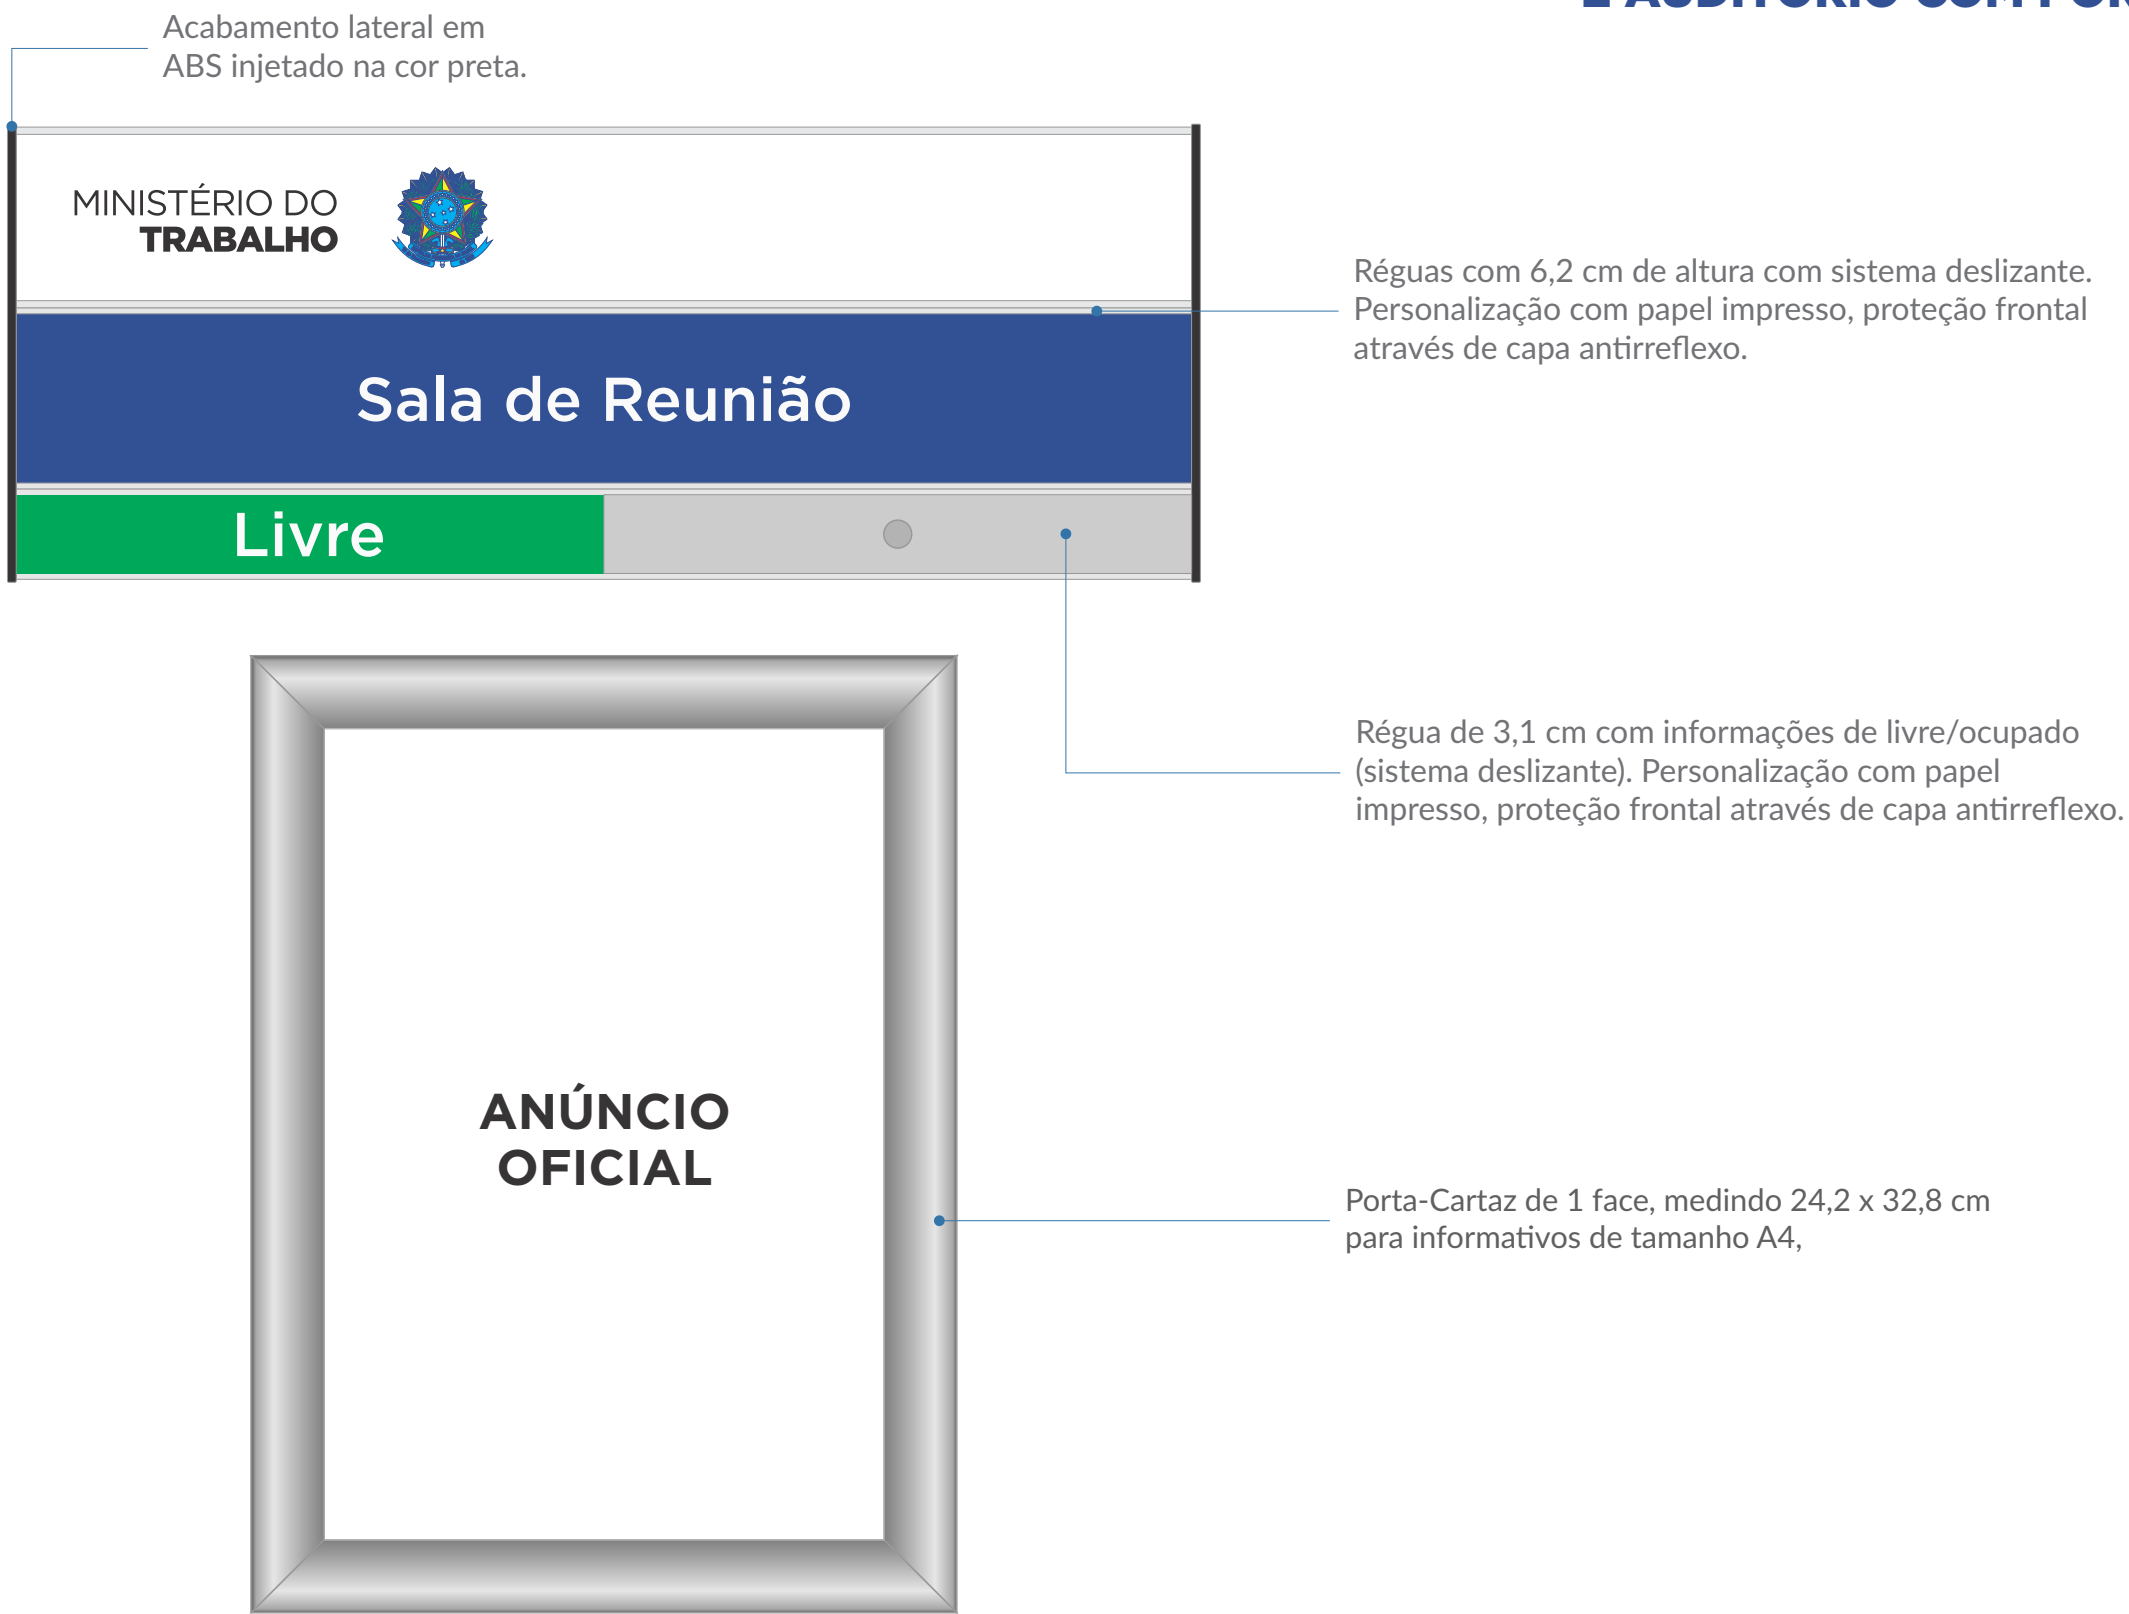 E AUDITÓRIO COM POR
Acabamento lateral em
ABS injetado na cor preta.
MINISTÉRIO DO
TRABALHO
Réguas com 6,2 cm de altura com sistema deslizante.
Personalização com papel impresso, proteção frontal
através de capa antirreflexo.
Sala de Reunião
Livre
Régua de 3,1 cm com informações de livre/ocupado
(sistema deslizante). Personalização com papel
impresso, proteção frontal através de capa antirreflexo.
ANÚNCIO
OFICIAL
Porta-Cartaz de 1 face, medindo 24,2 x 32,8 cm
para informativos de tamanho A4,